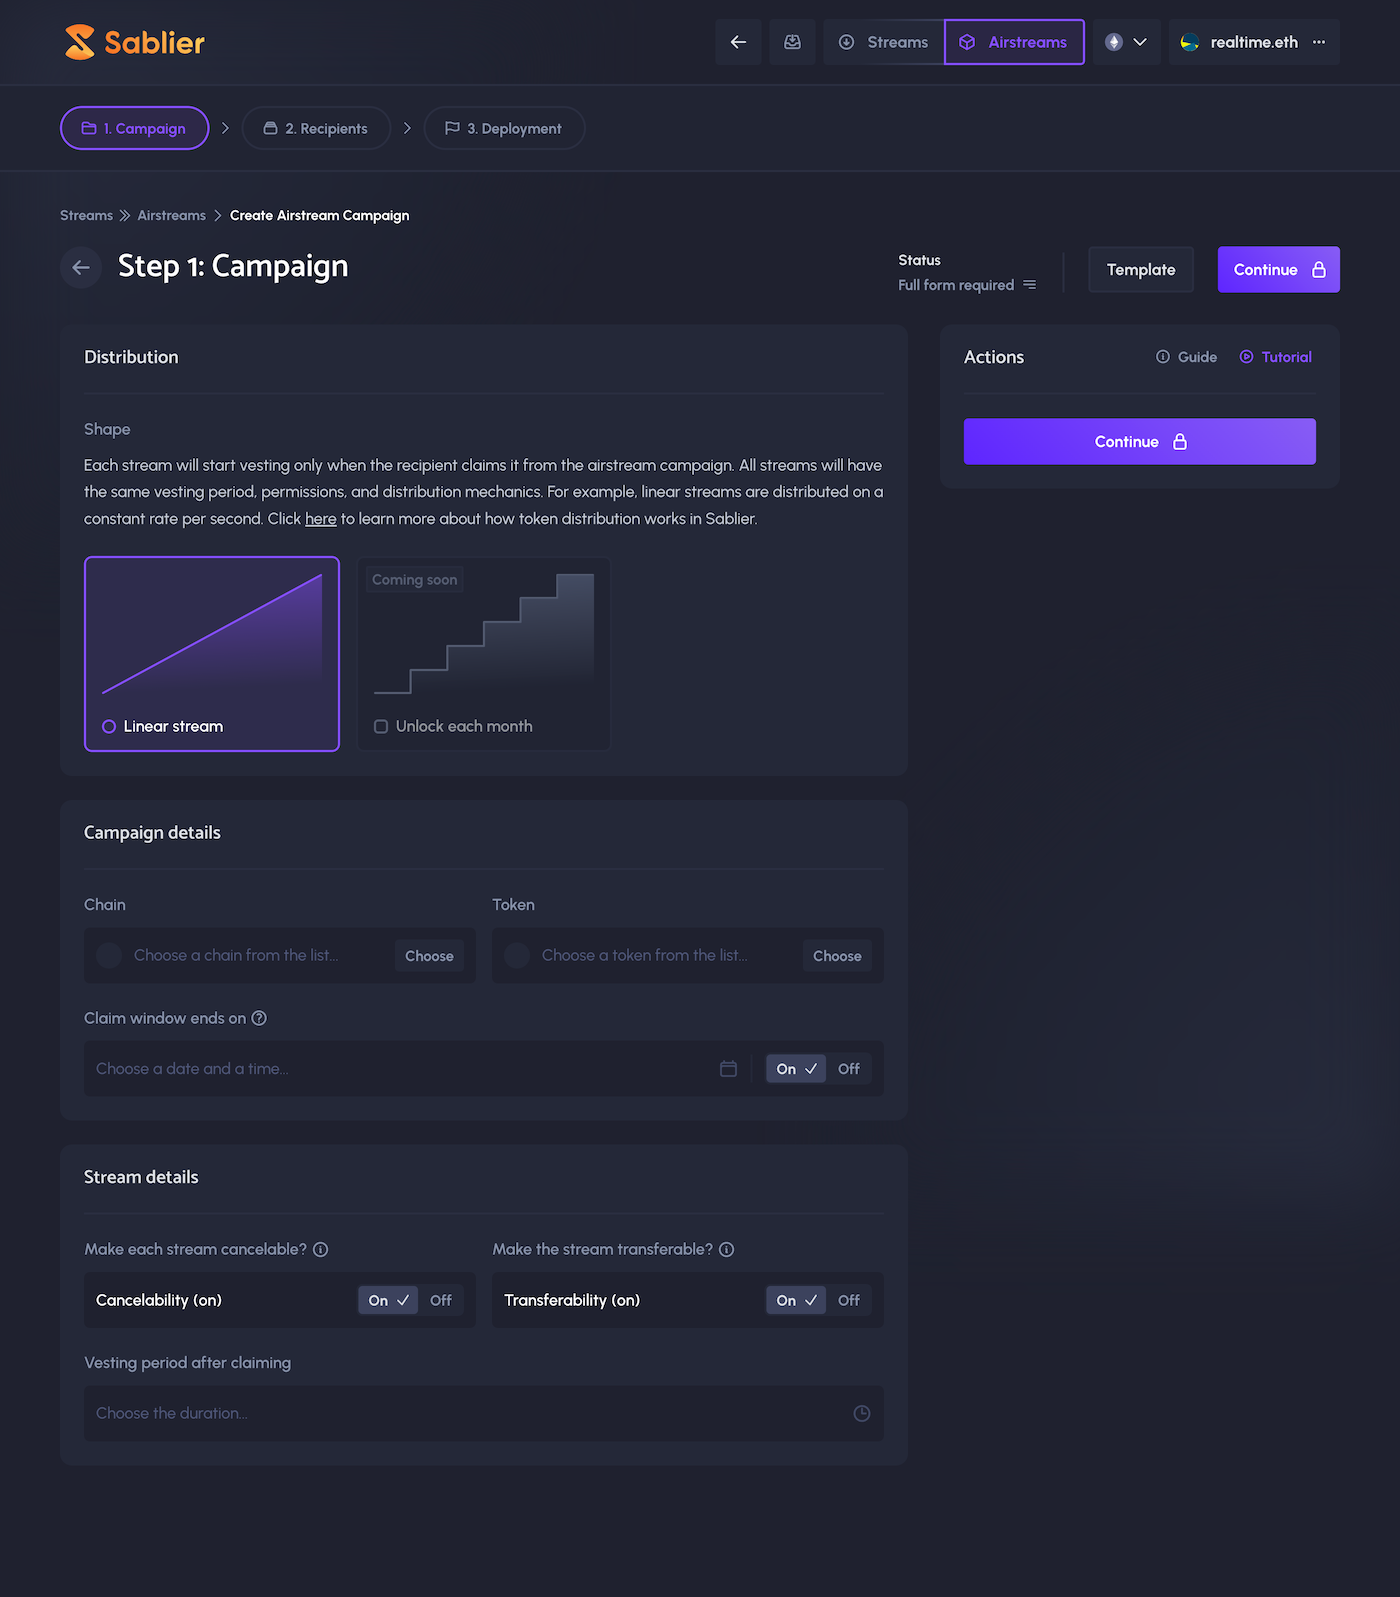 Sablier
Streams
Airstreams
realtime.eth
1. Campaign
2. Recipients
3. Deployment
Streams
Airstreams
Create Airstream Campaign
Step 1: Campaign
Status
Full form required
Template
Continue
Distribution
Shape
Each stream will start vesting only when the recipient claims it from the airstream campaign. All streams will have
the same vesting period, permissions, and distribution mechanics. For example, linear streams are distributed on a
constant rate per second. Click here to learn more about how token distribution works in Sablier.
Linear stream
Coming soon
Unlock each month
Actions
Guide
Tutorial
Continue
Campaign details
Chain
Choose a chain from the list...
Choose
Token
Choose a token from the list...
Choose
Claim window ends on
Choose a date and a time...
On
Off
Stream details
Make each stream cancelable?
Cancelability (on)
On
Off
Make the stream transferable?
Transferability (on)
On
Off
Vesting period after claiming
Choose the duration...